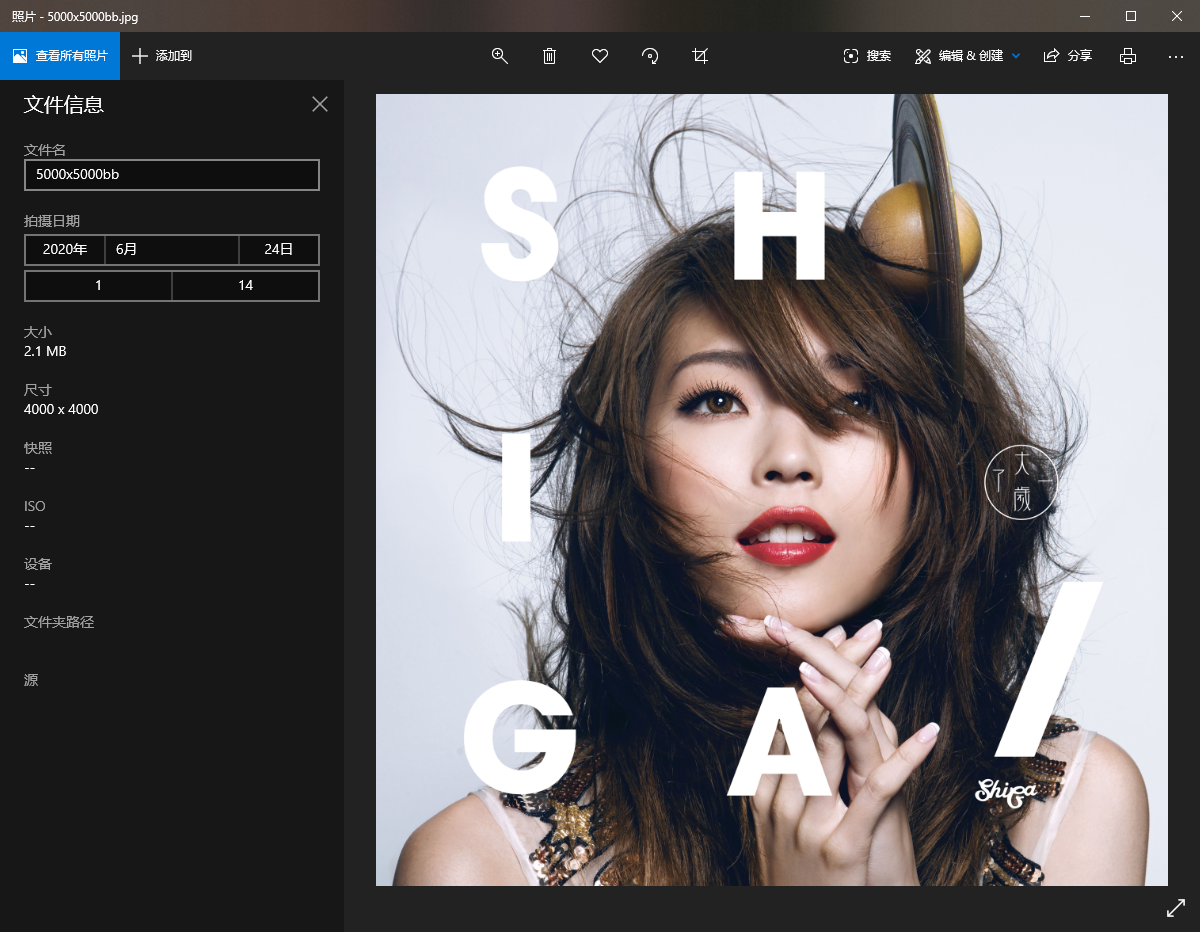 照片 - 5000x5000bb.jpg
查看所有照片
添加到
搜索
编辑 & 创建
分享
文件信息
文件名
5000x5000bb
拍摄日期
2020年 6月 24日
1 14
大小
2.1 MB
尺寸
4000 x 4000
快照
--
ISO
--
设备
--
文件夹路径
源
S H
I
大
了 一
歲
G A /
ShiGa